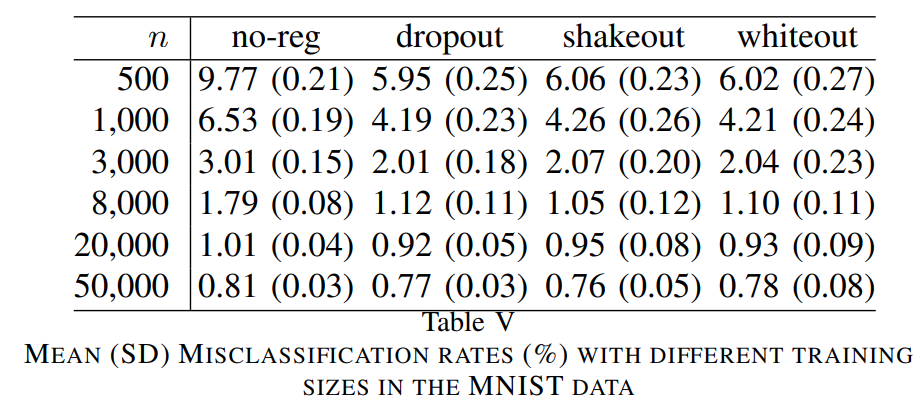 n no-reg dropout shakeout whiteout
500 9.77 (0.21) 5.95 (0.25) 6.06 (0.23) 6.02 (0.27)
1,000 6.53 (0.19) 4.19 (0.23) 4.26 (0.26) 4.21 (0.24)
3,000 3.01 (0.15) 2.01 (0.18) 2.07 (0.20) 2.04 (0.23)
8,000 1.79 (0.08) 1.12 (0.11) 1.05 (0.12) 1.10 (0.11)
20,000 1.01 (0.04) 0.92 (0.05) 0.95 (0.08) 0.93 (0.09)
50,000 0.81 (0.03) 0.77 (0.03) 0.76 (0.05) 0.78 (0.08)
Table V
MEAN (SD) MISCLASSIFICATION RATES (%) WITH DIFFERENT TRAINING
SIZES IN THE MNIST DATA